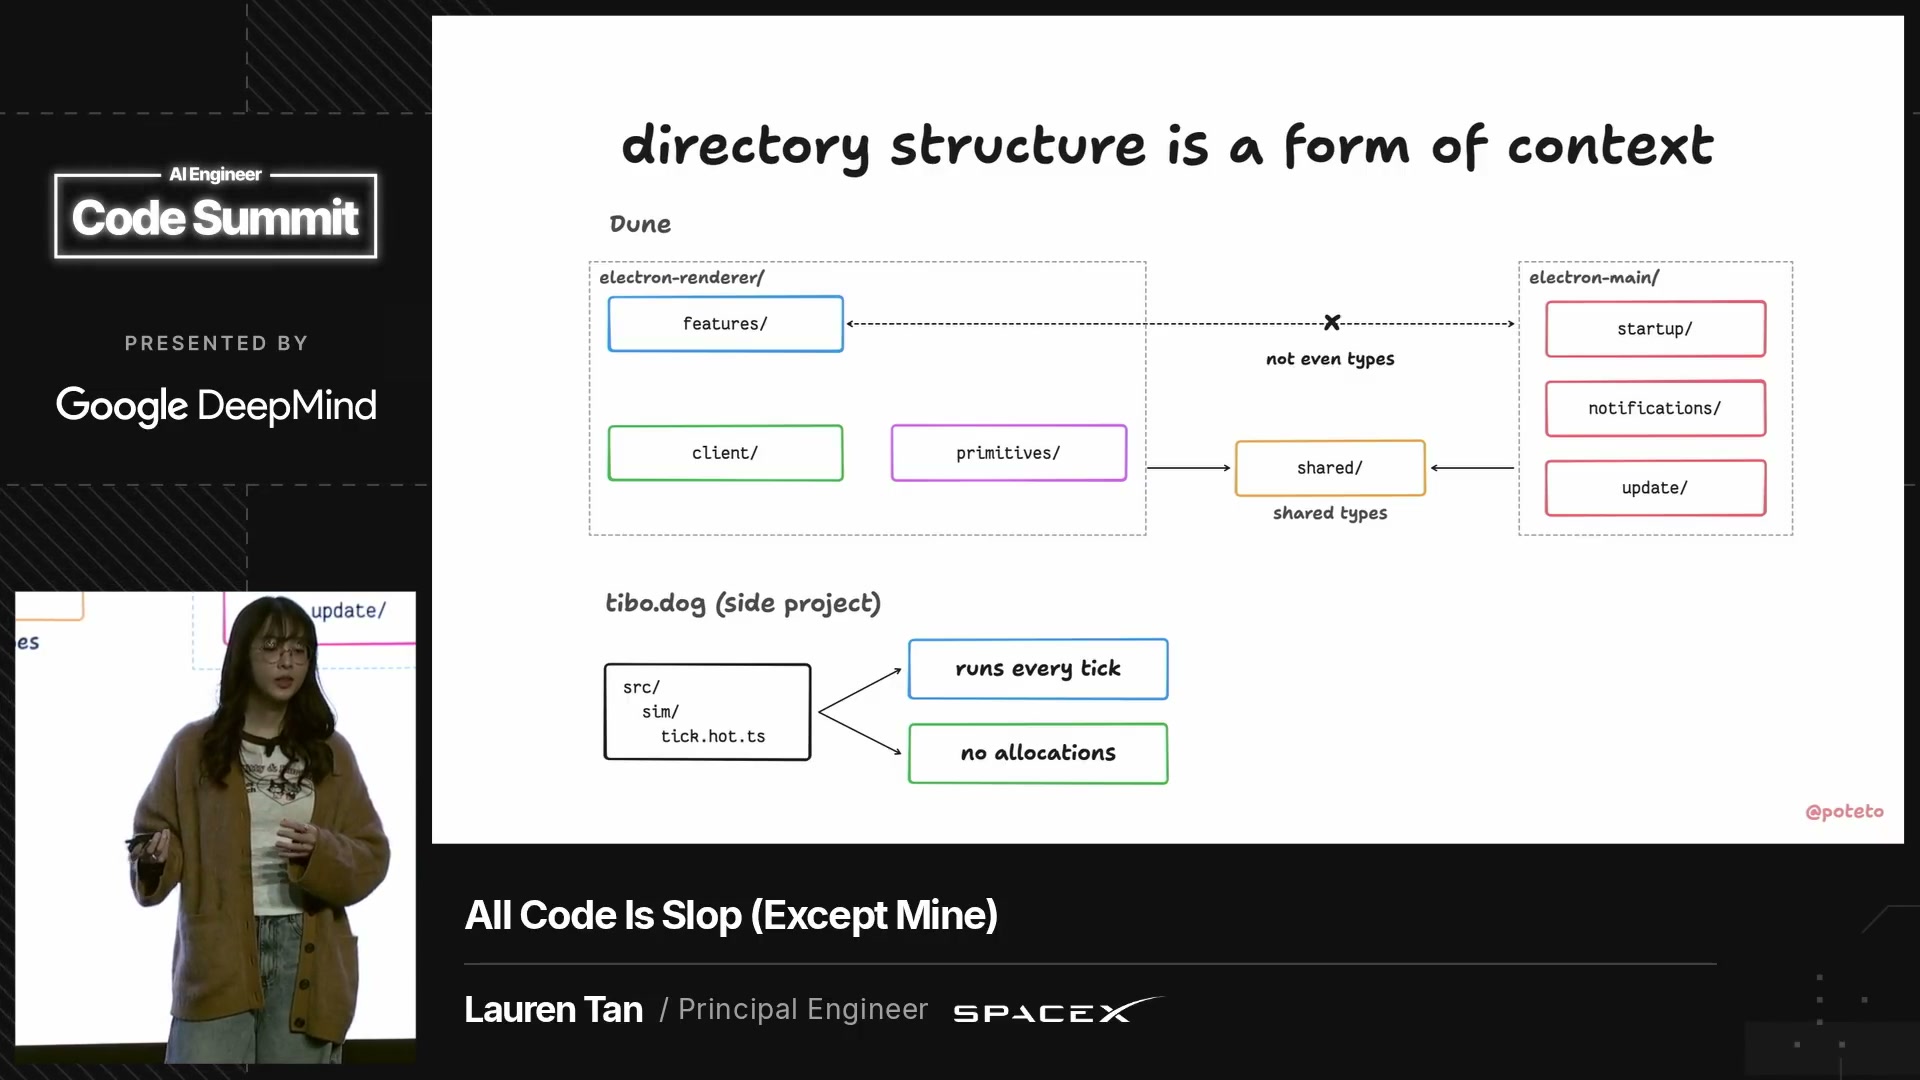 AI Engineer
Code Summit
PRESENTED BY
Google DeepMind
directory structure is a form of context
Dune
electron-renderer/
features/
client/
primitives/
not even types
shared/
shared types
electron-main/
startup/
notifications/
update/
tibo.dog (side project)
src/
sim/
tick.hot.ts
runs every tick
no allocations
@poteto
update/
es
All Code Is Slop (Except Mine)
Lauren Tan / Principal Engineer SPACEX